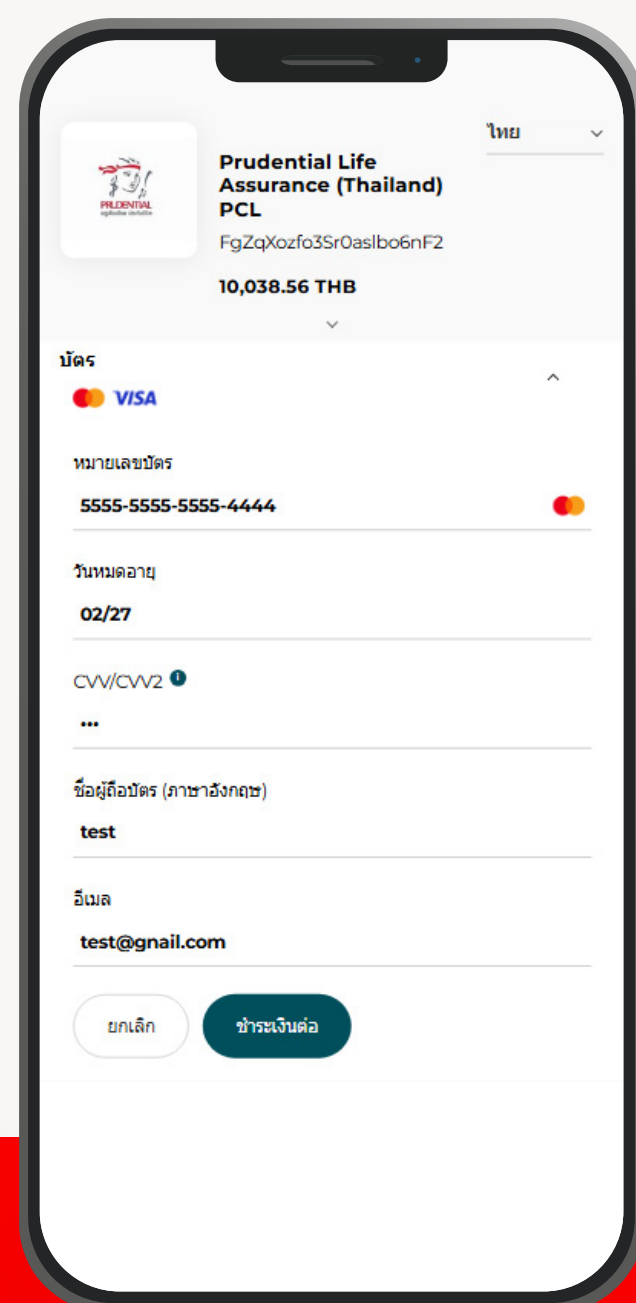 ไทย
PRUDENTIAL
Prudential Life
Assurance (Thailand)
PCL
FgZqXozfo3Sr0aslbo6nF2
10,038.56 THB
บัตร
VISA
หมายเลขบัตร
5555-5555-5555-4444
วันหมดอายุ
02/27
CVV/CVV2 i
•••
ชื่อผู้ถือบัตร (ภาษาอังกฤษ)
test
อีเมล
test@gnail.com
ยกเลิก ชำระเงินต่อ